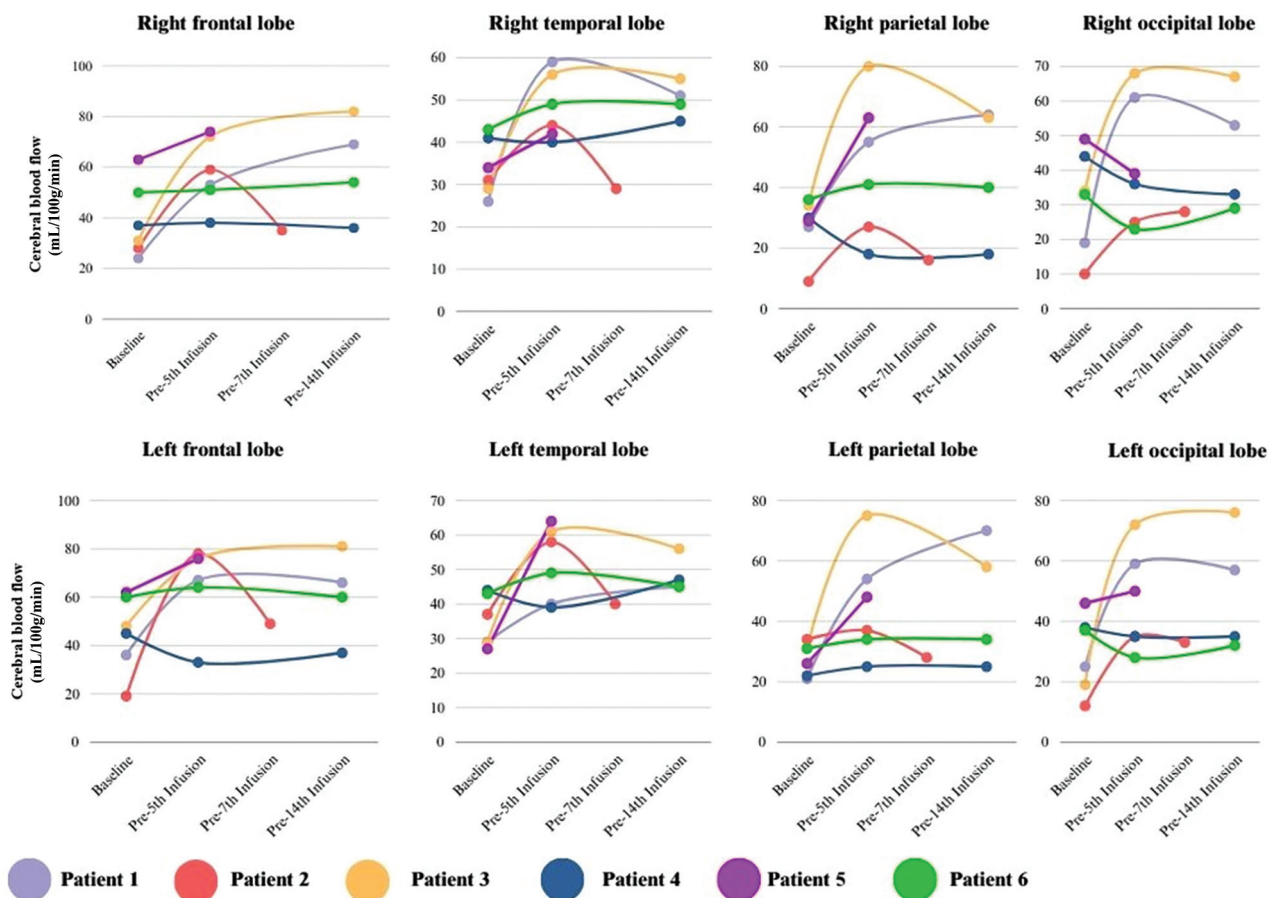 Right frontal lobe
Right temporal lobe
Right parietal lobe
Right occipital lobe
Cerebral blood flow
(mL/100g/min)
100
80
60
40
20
0
60
50
40
30
20
10
0
80
60
40
20
0
70
60
50
40
30
20
10
0
Baseline
Pre-5th Infusion
Pre-7th Infusion
Pre-14th Infusion
Baseline
Pre-5th Infusion
Pre-7th Infusion
Pre-14th Infusion
Baseline
Pre-5th Infusion
Pre-7th Infusion
Pre-14th Infusion
Baseline
Pre-5th Infusion
Pre-7th Infusion
Pre-14th Infusion
Left frontal lobe
Left temporal lobe
Left parietal lobe
Left occipital lobe
Cerebral blood flow
(mL/100g/min)
100
80
60
40
20
0
70
60
50
40
30
20
10
0
80
60
40
20
0
80
60
40
20
0
Baseline
Pre-5th Infusion
Pre-7th Infusion
Pre-14th Infusion
Baseline
Pre-5th Infusion
Pre-7th Infusion
Pre-14th Infusion
Baseline
Pre-5th Infusion
Pre-7th Infusion
Pre-14th Infusion
Baseline
Pre-5th Infusion
Pre-7th Infusion
Pre-14th Infusion
Patient 1
Patient 2
Patient 3
Patient 4
Patient 5
Patient 6